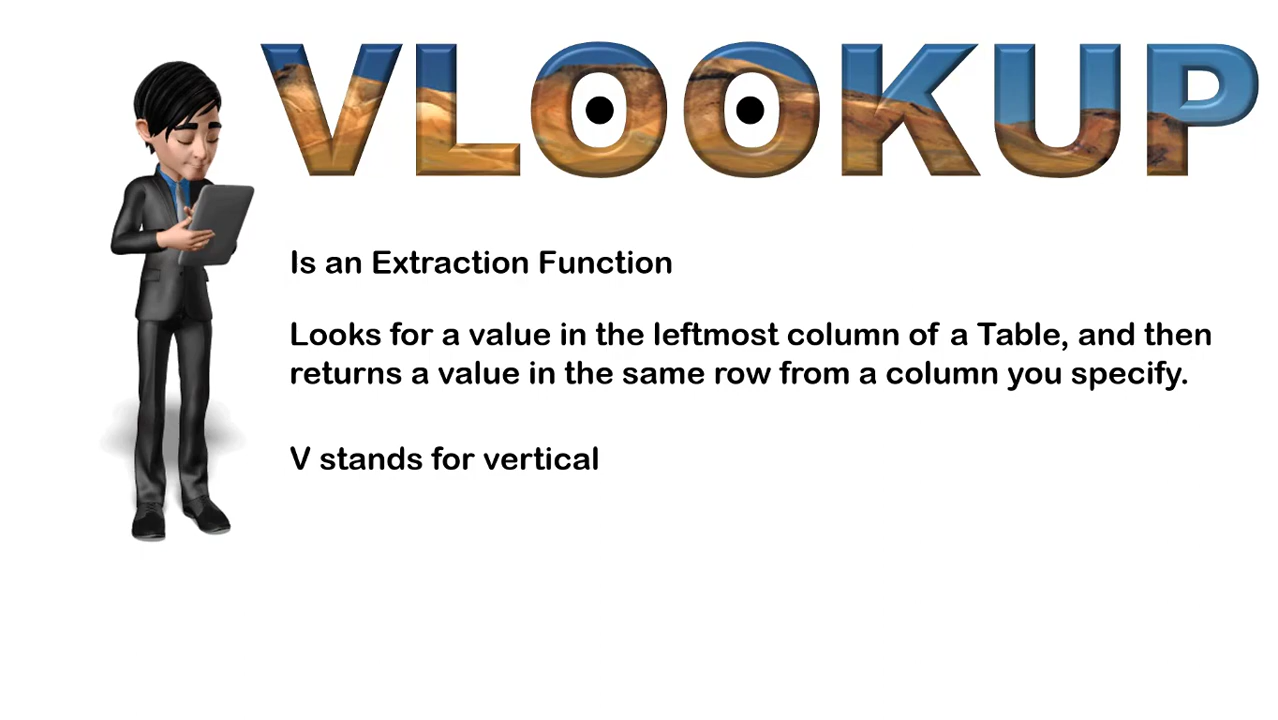 VLOOKUP
Is an Extraction Function
Looks for a value in the leftmost column of a Table, and then
returns a value in the same row from a column you specify.
V stands for vertical